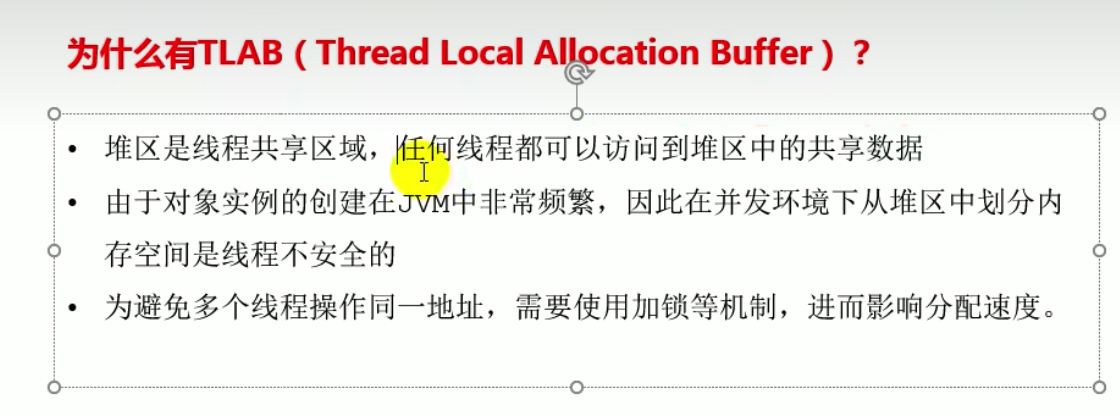 为什么有TLAB（Thread Local Allocation Buffer）？
• 堆区是线程共享区域，任何线程都可以访问到堆区中的共享数据
• 由于对象实例的创建在JVM中非常频繁，因此在并发环境下从堆区中划分内
存空间是线程不安全的
• 为避免多个线程操作同一地址，需要使用加锁等机制，进而影响分配速度。